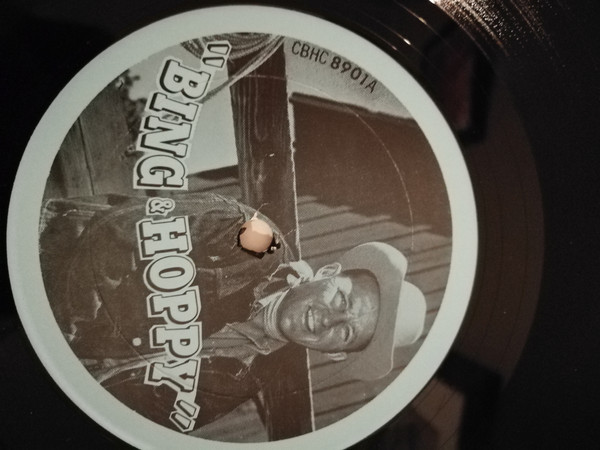 CBHC 8901A
"BING & HOPPY"